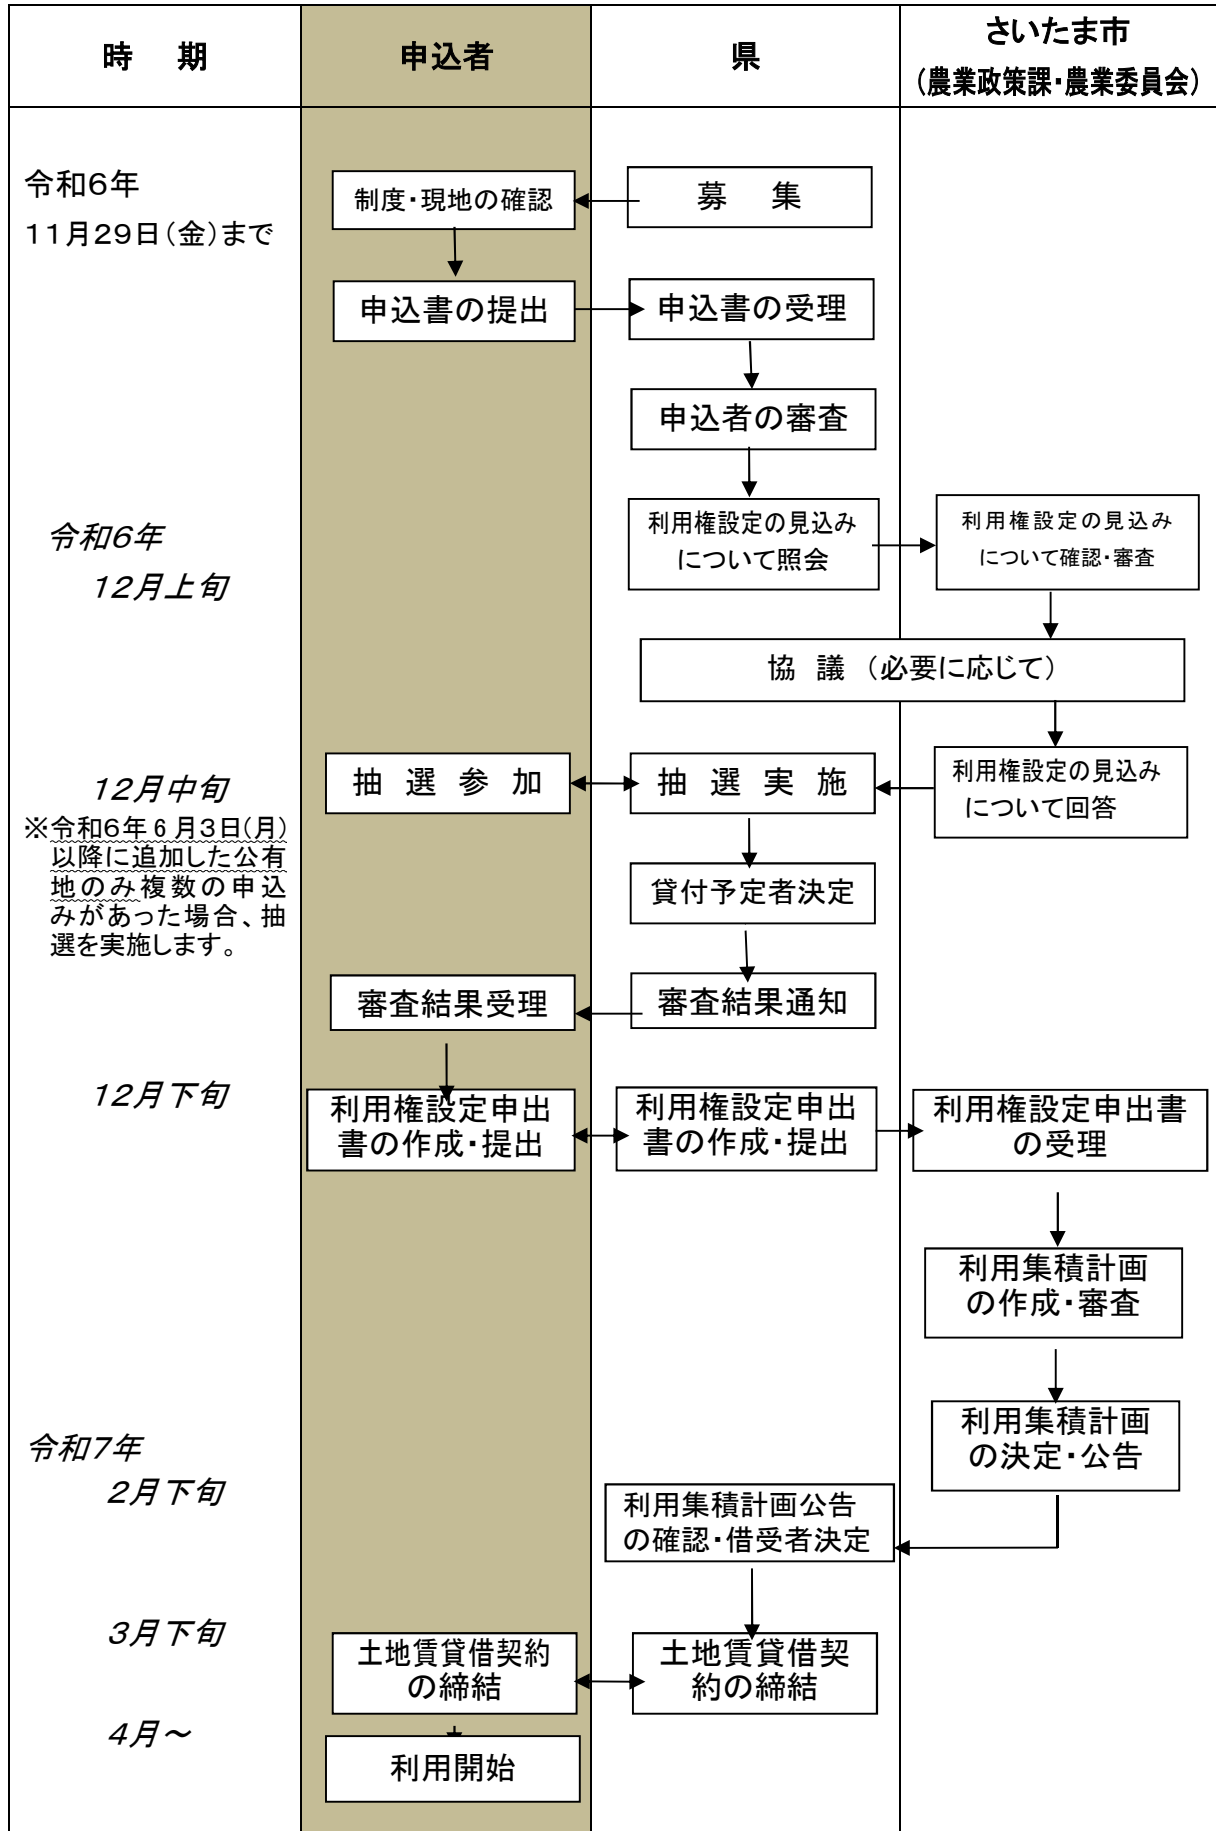 時　期
申込者
県
さいたま市
（農業政策課・農業委員会）
令和６年
１１月２９日（金）まで
制度・現地の確認
募　集
申込書の提出
申込書の受理
申込者の審査
令和６年
１２月上旬
利用権設定の見込み
について照会
利用権設定の見込み
について確認・審査
協　議　（必要に応じて）
１２月中旬
※令和６年６月３日（月）
以降に追加した公有
地のみ複数の申込
みがあった場合、抽
選を実施します。
抽　選　参　加
抽　選　実　施
利用権設定の見込み
について回答
貸付予定者決定
審査結果受理
審査結果通知
１２月下旬
利用権設定申出
書の作成・提出
利用権設定申出
書の作成・提出
利用権設定申出書
の受理
利用集積計画
の作成・審査
利用集積計画
の決定・公告
令和７年
２月下旬
利用集積計画公告
の確認・借受者決定
３月下旬
土地賃貸借契約
の締結
土地賃貸借契
約の締結
４月～
利用開始